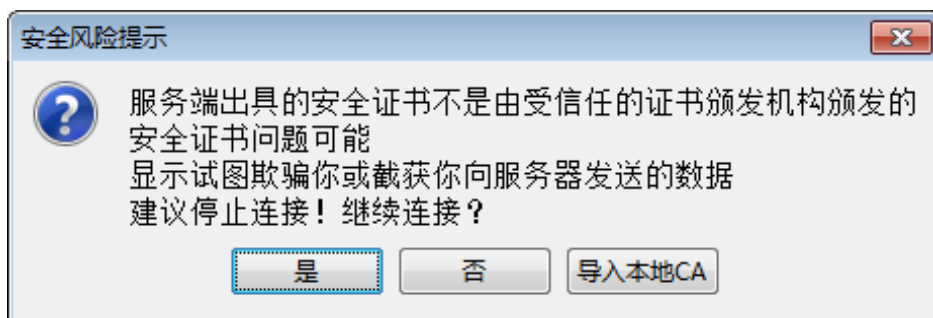 安全风险提示
服务端出具的安全证书不是由受信任的证书颁发机构颁发的
安全证书问题可能
显示试图欺骗你或截获你向服务器发送的数据
建议停止连接！继续连接？
是
否
导入本地CA